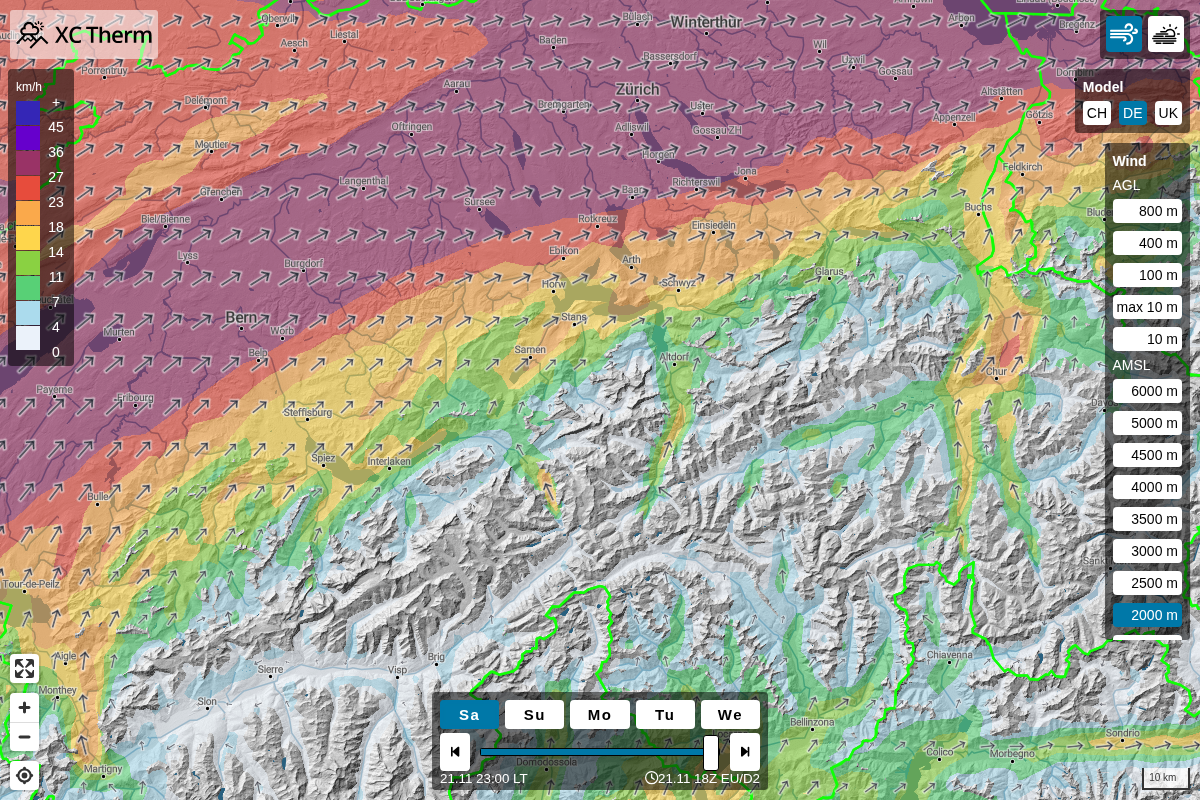 XC Therm
km/h
+
45
36
27
23
18
14
11
7
4
0
Model
CH DE UK
Wind
AGL
800 m
400 m
100 m
max 10 m
10 m
AMSL
6000 m
5000 m
4500 m
4000 m
3500 m
3000 m
2500 m
2000 m
Oberwil
Liestal
Aesch
Porrentruy
Delémont
Moutier
Grenchen
Biel/Bienne
Lyss
Burgdorf
Bern
Worb
Belp
Murten
Payerne
Fribourg
Bulle
Steffisburg
Spiez
Interlaken
Tour-de-Peilz
Aigle
Monthey
Martigny
Sion
Sierre
Visp
Brig
Bülach
Winterthur
Baden
Bassersdorf
Wil
Uzwil
Gossau
Arbon
Bregenz
Dornbirn
Altstätten
Götzis
Appenzell
Feldkirch
Buchs
Aarau
Oftringen
Zürich
Bremgarten
Uster
Adliswil
Gossau ZH
Horgen
Jona
Richterswil
Baar
Langenthal
Sursee
Rotkreuz
Einsiedeln
Ebikon
Arth
Schwyz
Horw
Stans
Sarnen
Altdorf
Glarus
Chur
Chiavenna
Bellinzona
Domodossola
Colico
Morbegno
Sondrio
Sa Su Mo Tu We
21.11 23:00 LT
21.11 18Z EU/D2
10 km